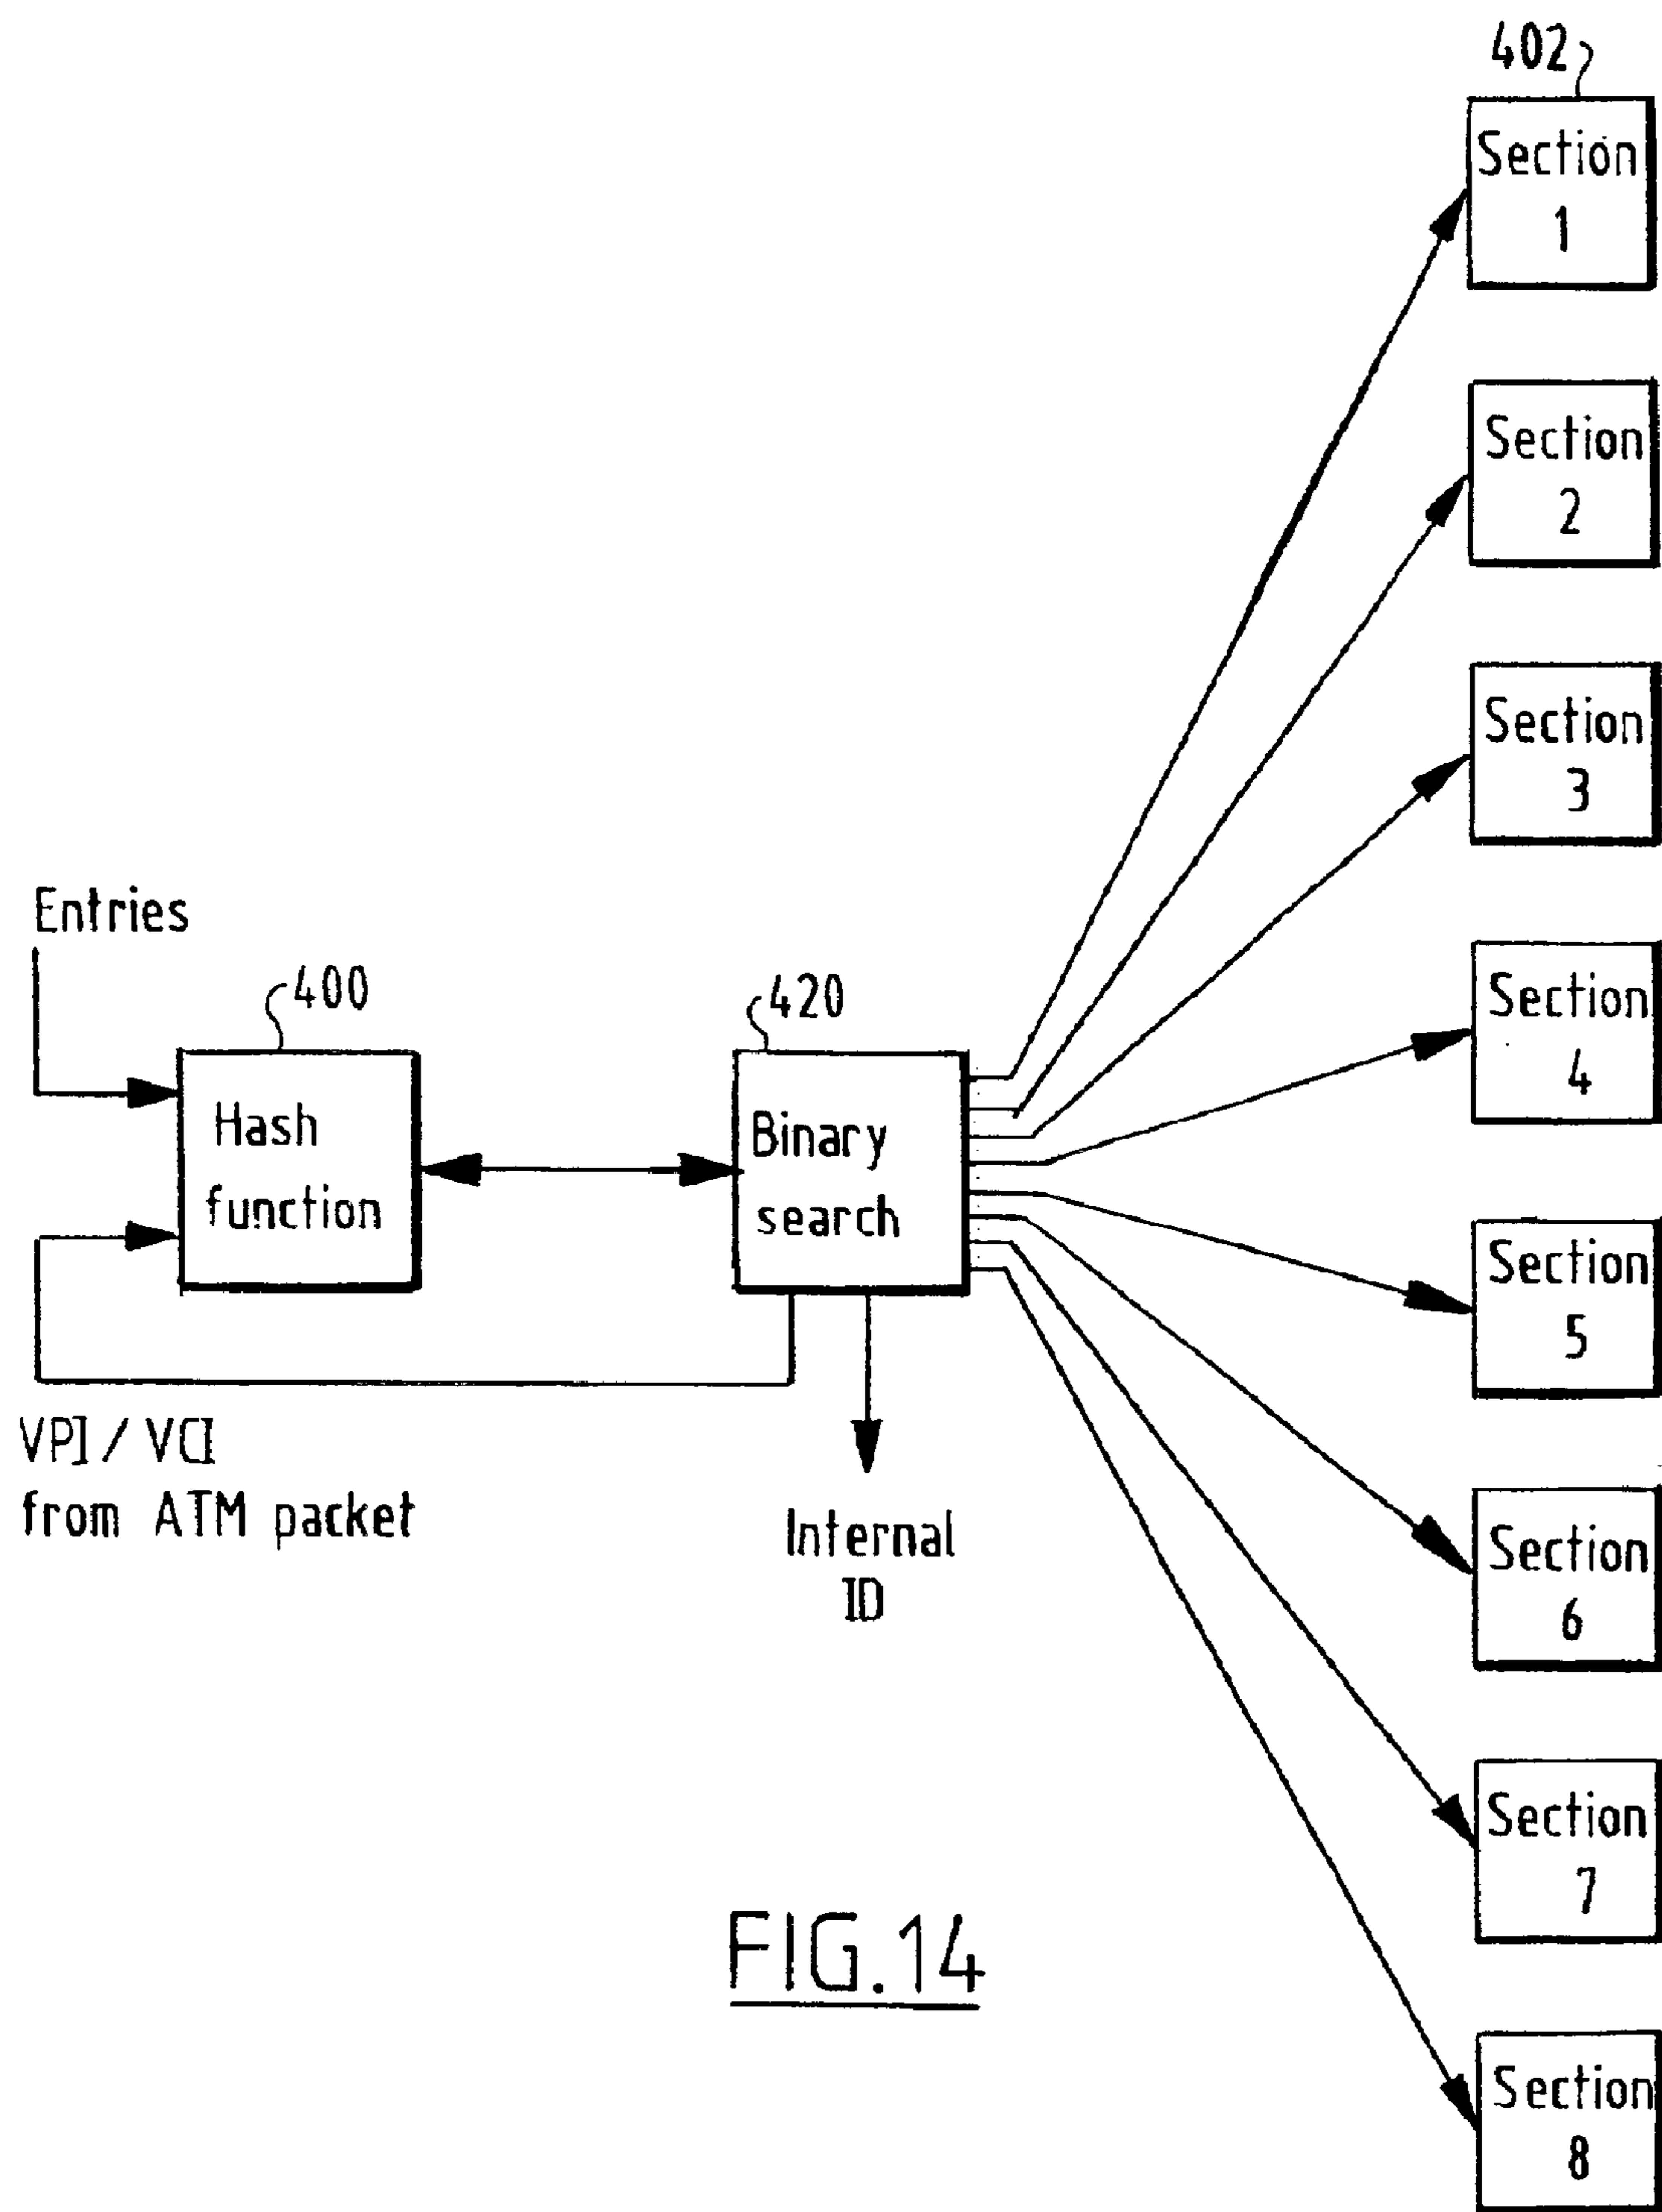 402
Section
1
Section
2
Section
3
Entries
400
420
Section
4
Hash
function
Binary
search
Section
5
VPI / VCI
from ATM packet
Internal
ID
Section
6
Section
7
FIG.14
Section
8